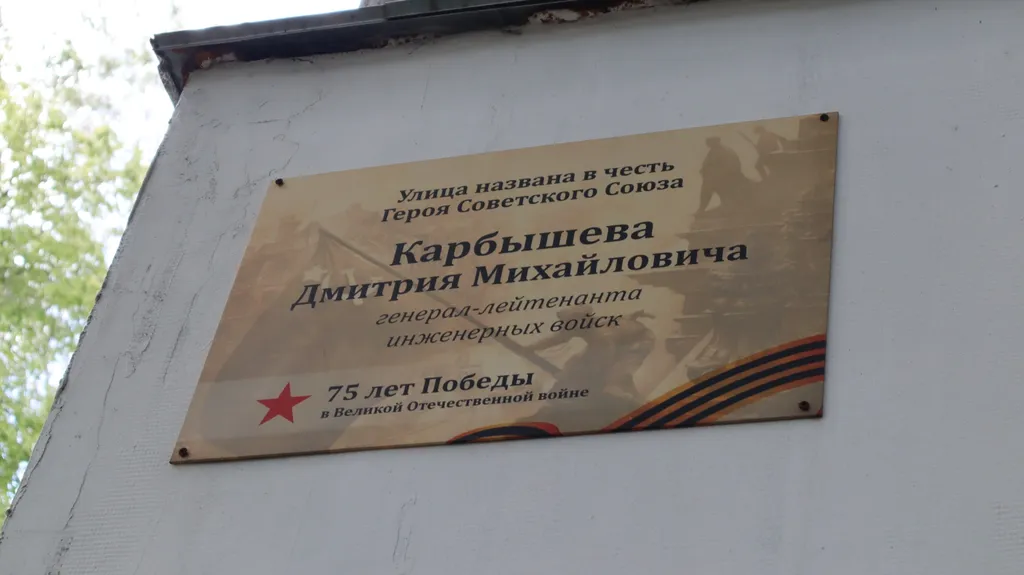 Улица названа в честь
Героя Советского Союза
Карбышева
Дмитрия Михайловича
генерал-лейтенанта
инженерных войск
75 лет Победы
в Великой Отечественной войне